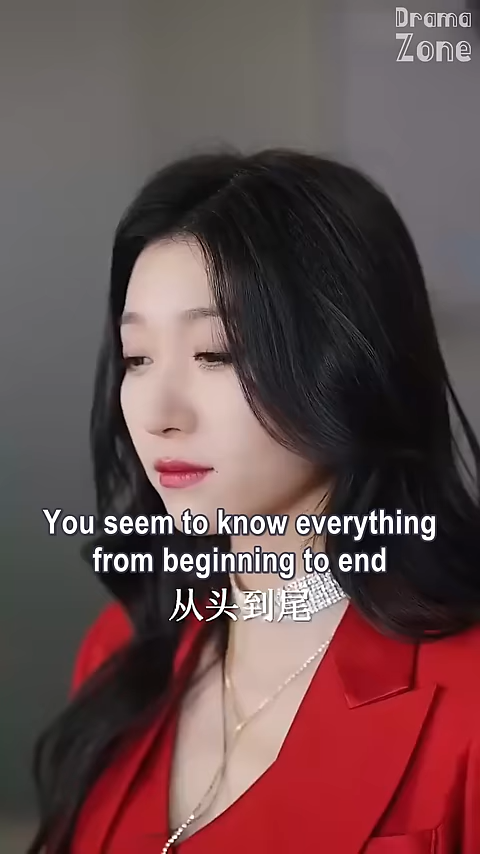 Drama
Zone
You seem to know everything
from beginning to end
从头到尾